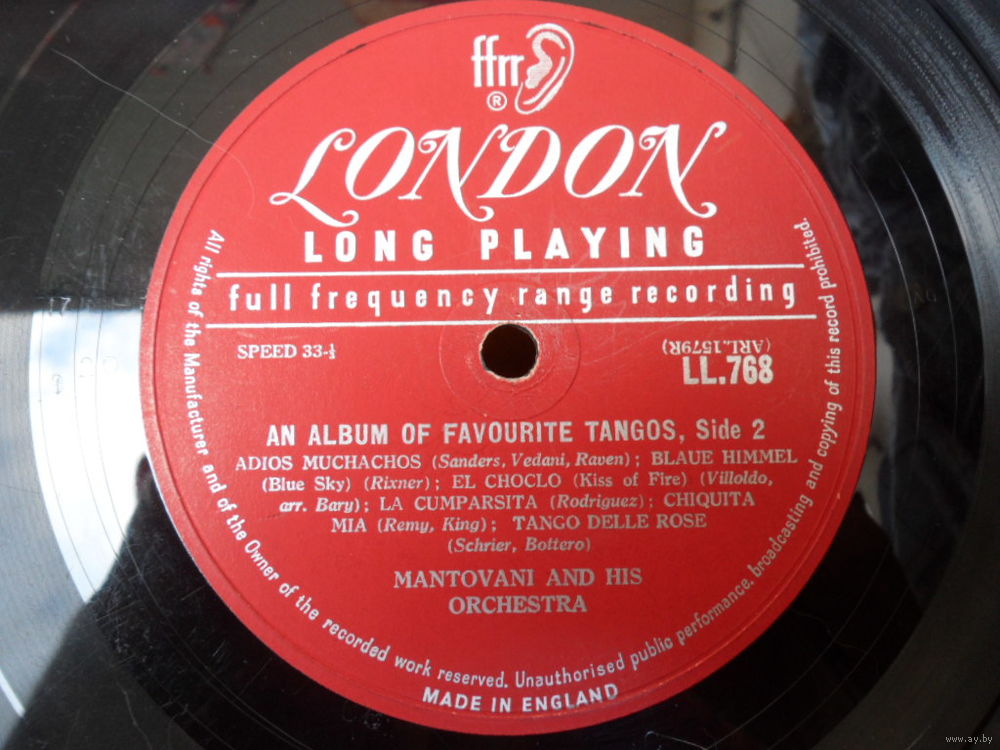 ffrr
®
LONDON
LONG PLAYING
full frequency range recording
SPEED 33-⅓
(ARL.1579R)
LL.768
AN ALBUM OF FAVOURITE TANGOS, Side 2
ADIOS MUCHACHOS (Sanders, Vedani, Raven); BLAUE HIMMEL
(Blue Sky) (Rixner); EL CHOCLO (Kiss of Fire) (Villoldo,
arr. Bary); LA CUMPARSITA (Rodriguez); CHIQUITA
MIA (Remy, King); TANGO DELLE ROSE
(Schrier, Bottero)
MANTOVANI AND HIS
ORCHESTRA
All rights of the Manufacturer and of the Owner of the recorded work reserved. Unauthorised public performance, broadcasting and copying of this record prohibited.
MADE IN ENGLAND
www.ay.by